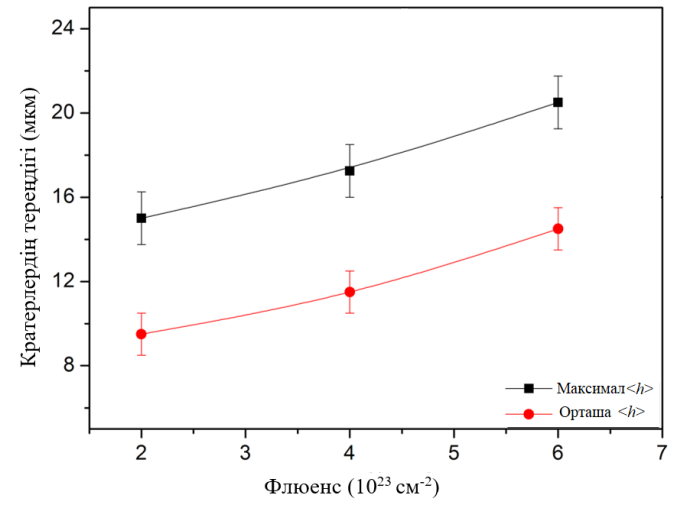 24
20
16
12
8
Кратерлердің тереңдігі (мкм)
Максимал<h>
Орташа <h>
2 3 4 5 6 7
Флюенс (10²³ см⁻²)